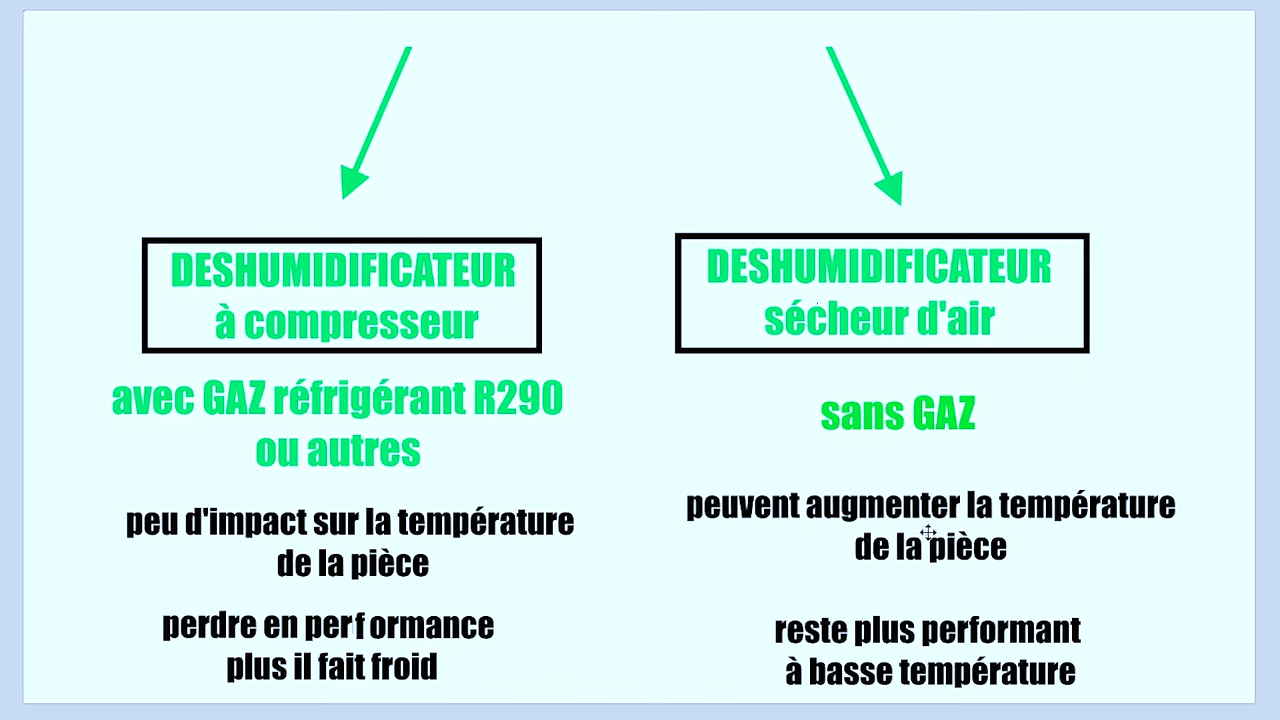 DESHUMIDIFICATEUR
à compresseur
avec GAZ réfrigérant R290
ou autres
peu d'impact sur la température
de la pièce
perdre en performance
plus il fait froid
DESHUMIDIFICATEUR
sécheur d'air
sans GAZ
peuvent augmenter la température
de la pièce
reste plus performant
à basse température